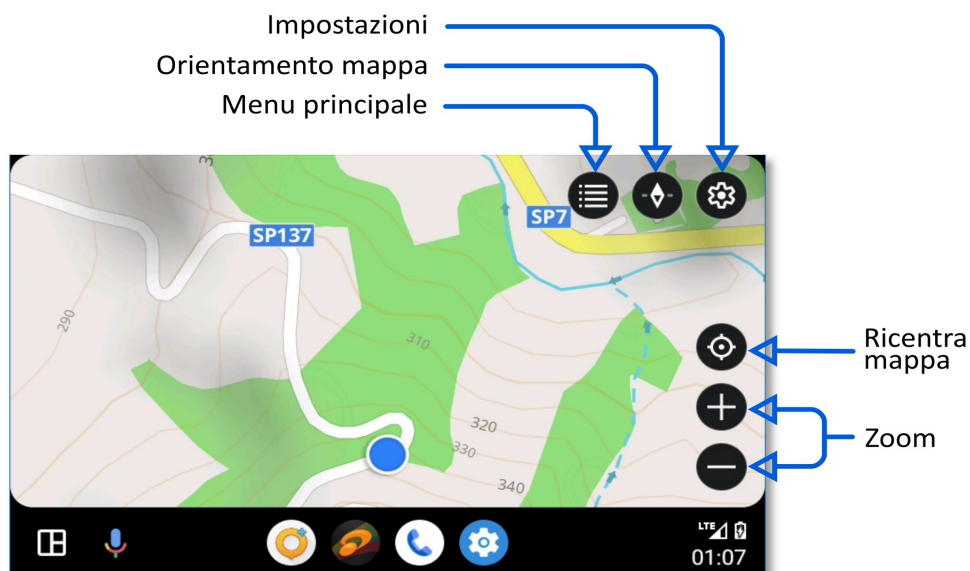 Impostazioni
Orientamento mappa
Menu principale
SP7
SP137
290
310
Ricentra
mappa
320
330
Zoom
340
LTE
01:07